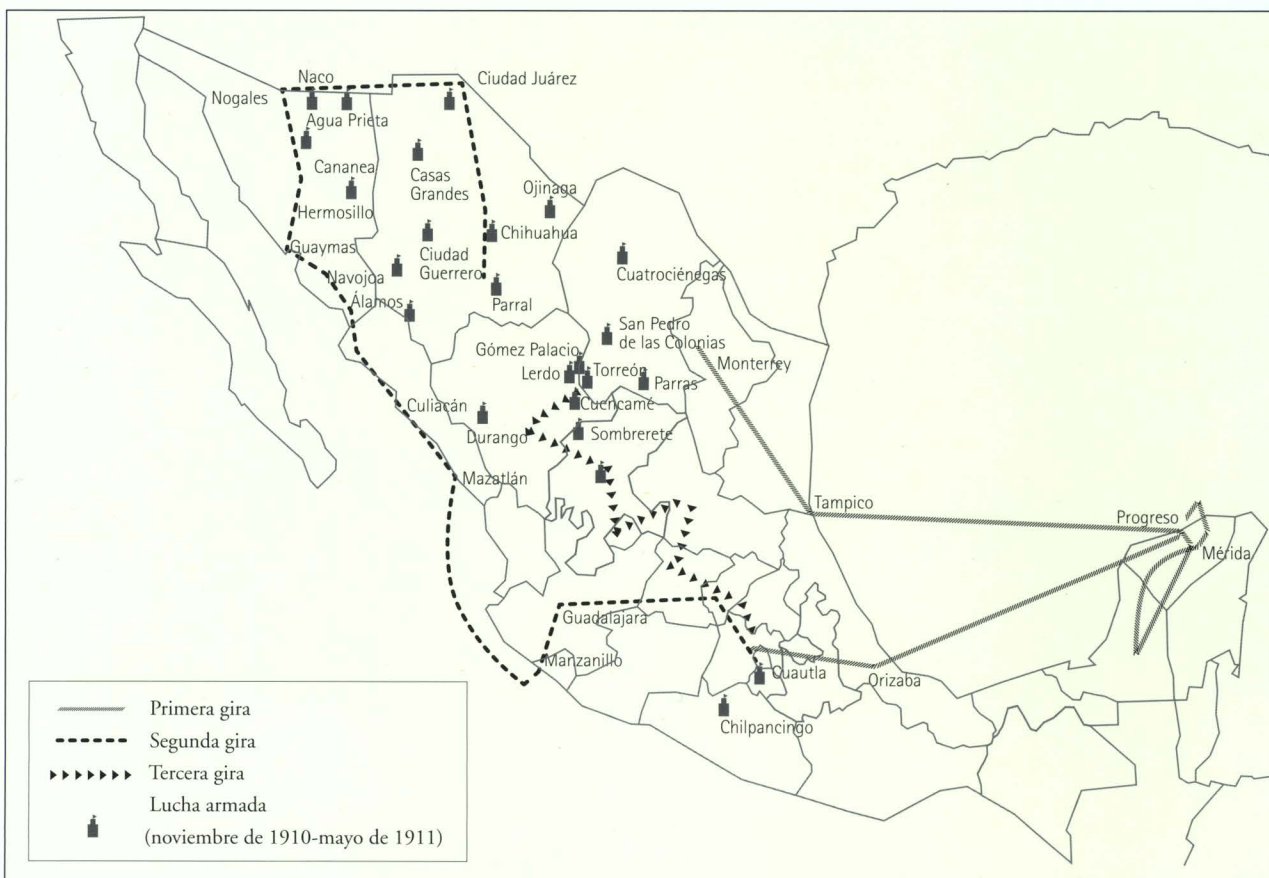 Naco
Ciudad Juárez
Nogales
Agua Prieta
Cananea
Casas
Grandes
Ojinaga
Hermosillo
Chihuahua
Guaymas
Ciudad
Guerrero
Cuatrociénegas
Navojoa
Álamos
Parral
San Pedro
de las Colonias
Gómez Palacio
Monterrey
Lerdo
Torreón
Parras
Cuencamé
Culiacán
Durango
Sombrerete
Mazatlán
Tampico
Progreso
Mérida
Guadalajara
Manzanillo
Cuautla
Orizaba
Chilpancingo
Primera gira
Segunda gira
Tercera gira
Lucha armada
(noviembre de 1910-mayo de 1911)